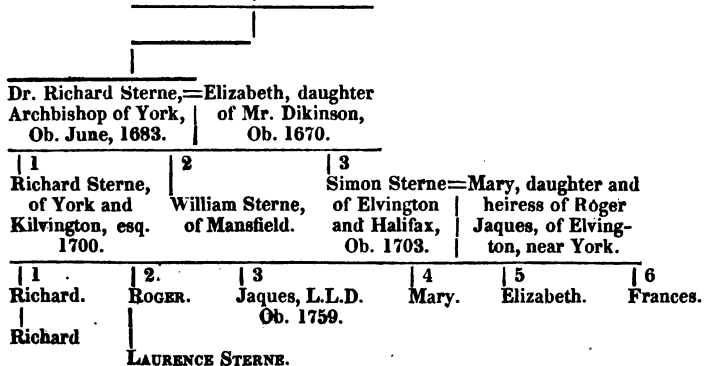 Dr. Richard Sterne,=Elizabeth, daughter
Archbishop of York, of Mr. Dikinson,
Ob. June, 1683. Ob. 1670.
1 2 3
Richard Sterne, Simon Sterne=Mary, daughter and
of York and William Sterne, of Elvington heiress of Roger
Kilvington, esq. of Mansfield. and Halifax, Jaques, of Elving-
1700. Ob. 1703. ton, near York.
1 2. 3 4 5 6
Richard. ROGER. Jaques, L.L.D. Mary. Elizabeth. Frances.
Ob. 1759.
Richard
LAURENCE STERNE.